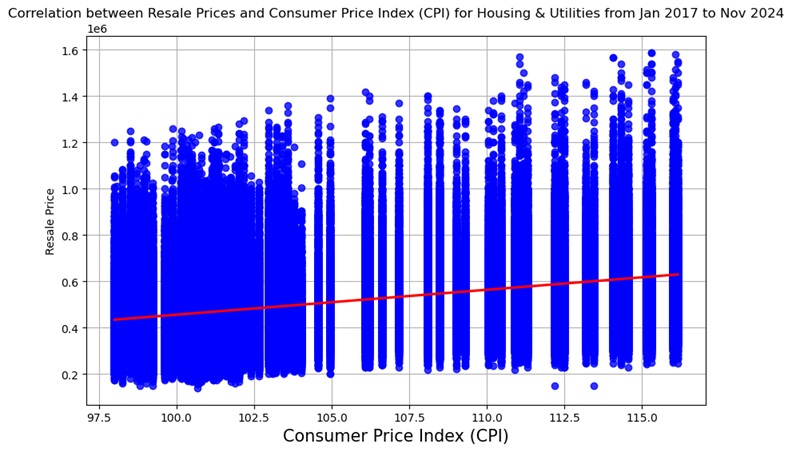 Correlation between Resale Prices and Consumer Price Index (CPI) for Housing & Utilities from Jan 2017 to Nov 2024
1e6
1.6
1.4
1.2
1.0
0.8
0.6
0.4
0.2
Resale Price
97.5 100.0 102.5 105.0 107.5 110.0 112.5 115.0
Consumer Price Index (CPI)